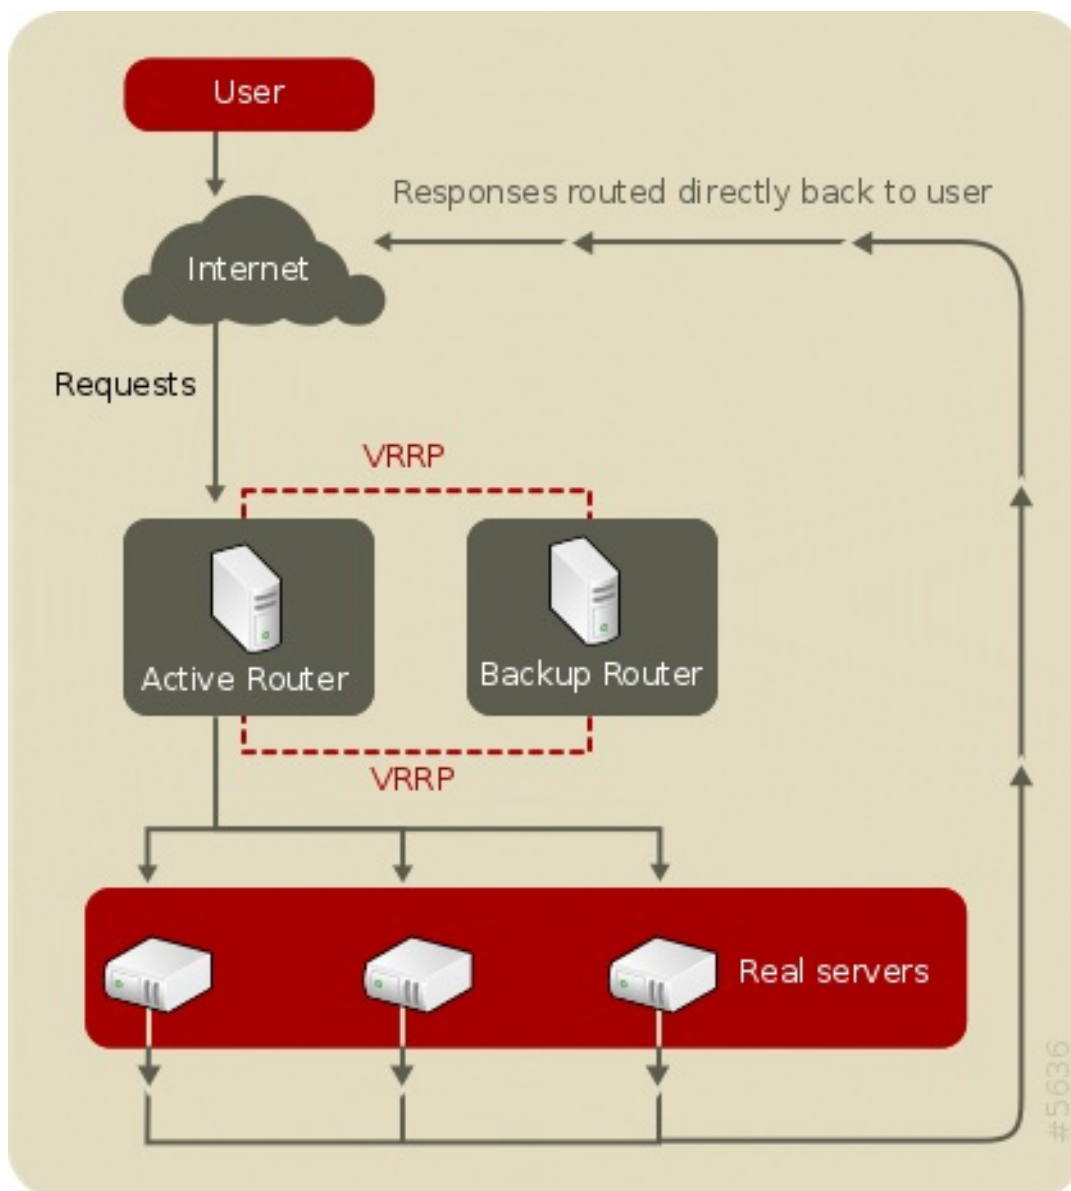 User
Responses routed directly back to user
Internet
Requests
VRRP
Active Router
Backup Router
VRRP
Real servers
#5636